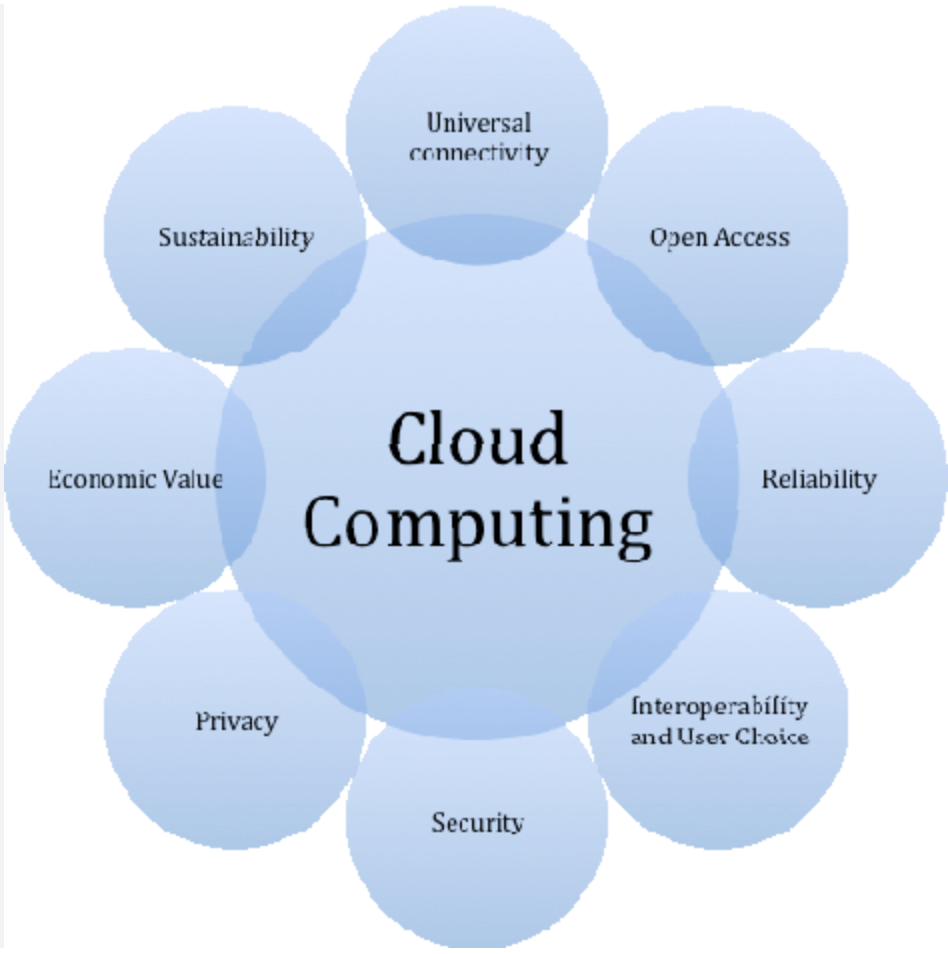 Universal
connectivity
Sustainability
Open Access
Cloud
Computing
Economic Value
Reliability
Privacy
Interoperability
and User Choice
Security